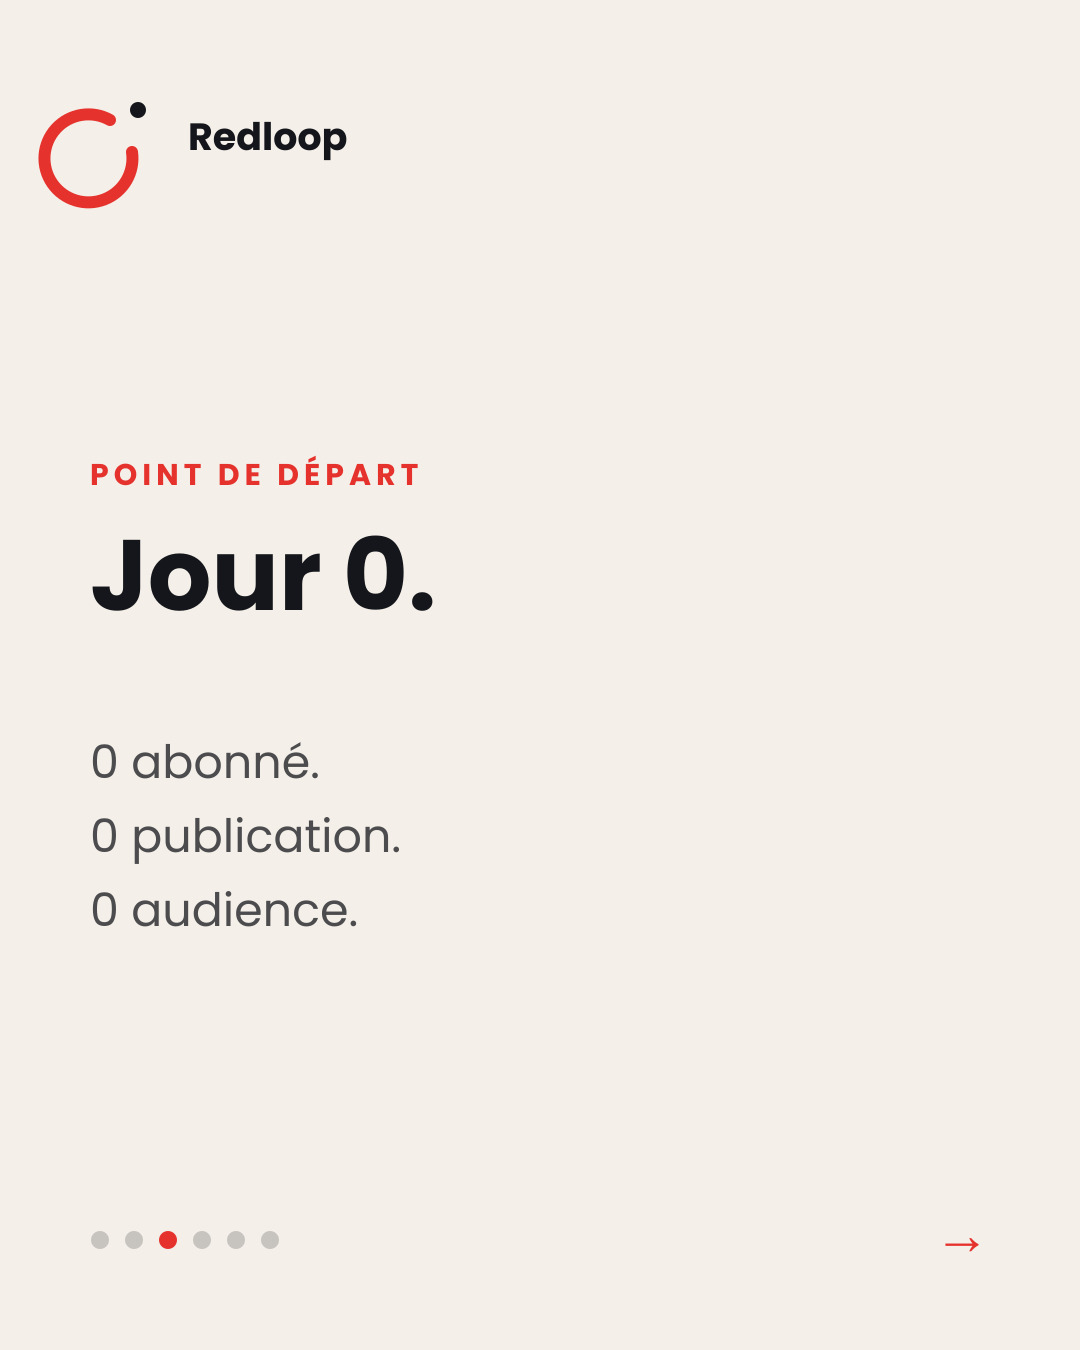 Redloop
POINT DE DÉPART
Jour 0.
0 abonné.
0 publication.
0 audience.
→